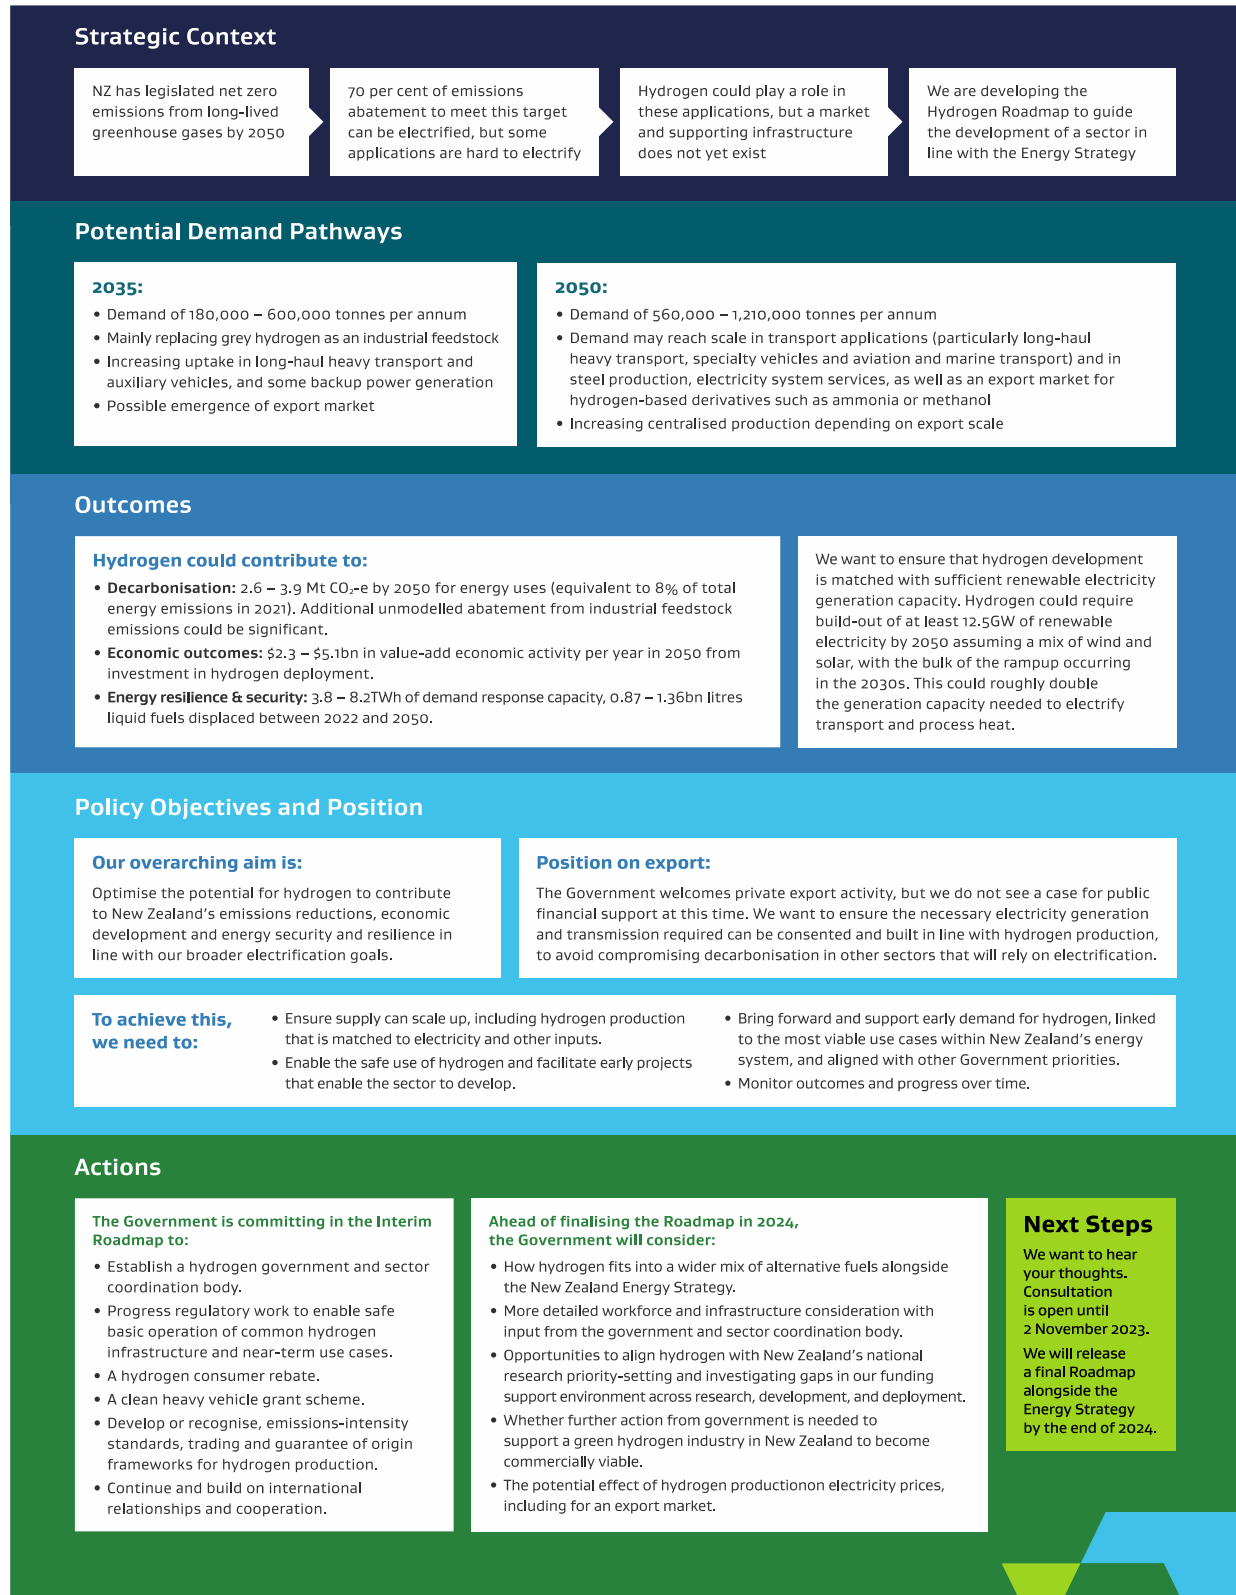 Strategic Context
NZ has legislated net zero
emissions from long-lived
greenhouse gases by 2050
70 per cent of emissions
abatement to meet this target
can be electrified, but some
applications are hard to electrify
Hydrogen could play a role in
these applications, but a market
and supporting infrastructure
does not yet exist
We are developing the
Hydrogen Roadmap to guide
the development of a sector in
line with the Energy Strategy
Potential Demand Pathways
2035:
• Demand of 180,000 – 600,000 tonnes per annum
• Mainly replacing grey hydrogen as an industrial feedstock
• Increasing uptake in long-haul heavy transport and
auxiliary vehicles, and some backup power generation
• Possible emergence of export market
2050:
• Demand of 560,000 – 1,210,000 tonnes per annum
• Demand may reach scale in transport applications (particularly long-haul
heavy transport, specialty vehicles and aviation and marine transport) and in
steel production, electricity system services, as well as an export market for
hydrogen-based derivatives such as ammonia or methanol
• Increasing centralised production depending on export scale
Outcomes
Hydrogen could contribute to:
• Decarbonisation: 2.6 – 3.9 Mt CO₂-e by 2050 for energy uses (equivalent to 8% of total
energy emissions in 2021). Additional unmodelled abatement from industrial feedstock
emissions could be significant.
• Economic outcomes: $2.3 – $5.1bn in value-add economic activity per year in 2050 from
investment in hydrogen deployment.
• Energy resilience & security: 3.8 – 8.2TWh of demand response capacity, 0.87 – 1.36bn litres
liquid fuels displaced between 2022 and 2050.
We want to ensure that hydrogen development
is matched with sufficient renewable electricity
generation capacity. Hydrogen could require
build-out of at least 12.5GW of renewable
electricity by 2050 assuming a mix of wind and
solar, with the bulk of the rampup occurring
in the 2030s. This could roughly double
the generation capacity needed to electrify
transport and process heat.
Policy Objectives and Position
Our overarching aim is:
Optimise the potential for hydrogen to contribute
to New Zealand's emissions reductions, economic
development and energy security and resilience in
line with our broader electrification goals.
Position on export:
The Government welcomes private export activity, but we do not see a case for public
financial support at this time. We want to ensure the necessary electricity generation
and transmission required can be consented and built in line with hydrogen production,
to avoid compromising decarbonisation in other sectors that will rely on electrification.
To achieve this,
we need to:
• Ensure supply can scale up, including hydrogen production
that is matched to electricity and other inputs.
• Enable the safe use of hydrogen and facilitate early projects
that enable the sector to develop.
• Bring forward and support early demand for hydrogen, linked
to the most viable use cases within New Zealand's energy
system, and aligned with other Government priorities.
• Monitor outcomes and progress over time.
Actions
The Government is committing in the Interim
Roadmap to:
• Establish a hydrogen government and sector
coordination body.
• Progress regulatory work to enable safe
basic operation of common hydrogen
infrastructure and near-term use cases.
• A hydrogen consumer rebate.
• A clean heavy vehicle grant scheme.
• Develop or recognise, emissions-intensity
standards, trading and guarantee of origin
frameworks for hydrogen production.
• Continue and build on international
relationships and cooperation.
Ahead of finalising the Roadmap in 2024,
the Government will consider:
• How hydrogen fits into a wider mix of alternative fuels alongside
the New Zealand Energy Strategy.
• More detailed workforce and infrastructure consideration with
input from the government and sector coordination body.
• Opportunities to align hydrogen with New Zealand's national
research priority-setting and investigating gaps in our funding
support environment across research, development, and deployment.
• Whether further action from government is needed to
support a green hydrogen industry in New Zealand to become
commercially viable.
• The potential effect of hydrogen productionon electricity prices,
including for an export market.
Next Steps
We want to hear
your thoughts.
Consultation
is open until
2 November 2023.
We will release
a final Roadmap
alongside the
Energy Strategy
by the end of 2024.